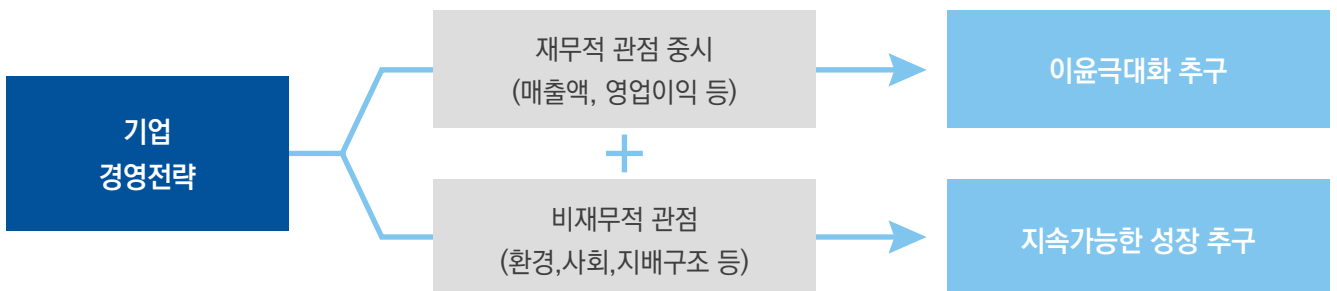 기업
경영전략
재무적 관점 중시
(매출액, 영업이익 등)
+
비재무적 관점
(환경,사회,지배구조 등)
이윤극대화 추구
지속가능한 성장 추구